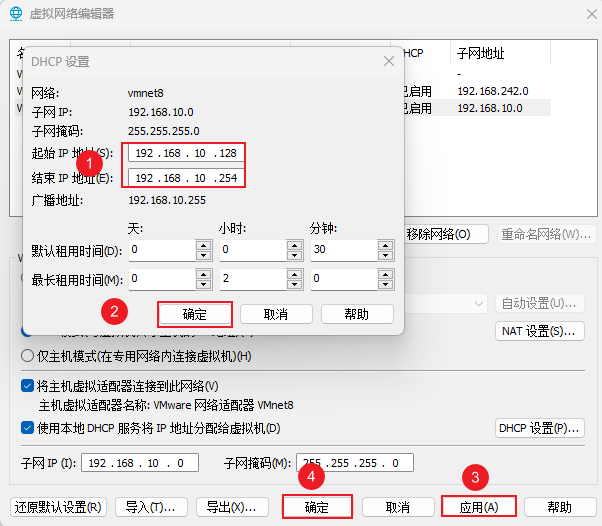 虚拟网络编辑器
DHCP 设置
网络: vmnet8
子网 IP: 192.168.10.0
子网掩码: 255.255.255.0
起始 IP 地址(S): 192 .168 . 10 .128
1
结束 IP 地址(E): 192 .168 . 10 .254
广播地址: 192.168.10.255
天: 小时: 分钟:
默认租用时间(D): 0 0 30
最长租用时间(M): 0 2 0
2 确定 取消 帮助
子网地址
-
已启用 192.168.242.0
已启用 192.168.10.0
移除网络(O) 重命名网络(W)...
自动设置(U)...
NAT 设置(S)...
仅主机模式(在专用网络内连接虚拟机)(H)
将主机虚拟适配器连接到此网络(V)
主机虚拟适配器名称: VMware 网络适配器 VMnet8
使用本地 DHCP 服务将 IP 地址分配给虚拟机(D) DHCP 设置(P)...
子网 IP (I): 192 .168 . 10 . 0 子网掩码(M): 255 .255 .255 . 0
4 3
还原默认设置(R) 导入(T)... 导出(X)... 确定 取消 应用(A) 帮助